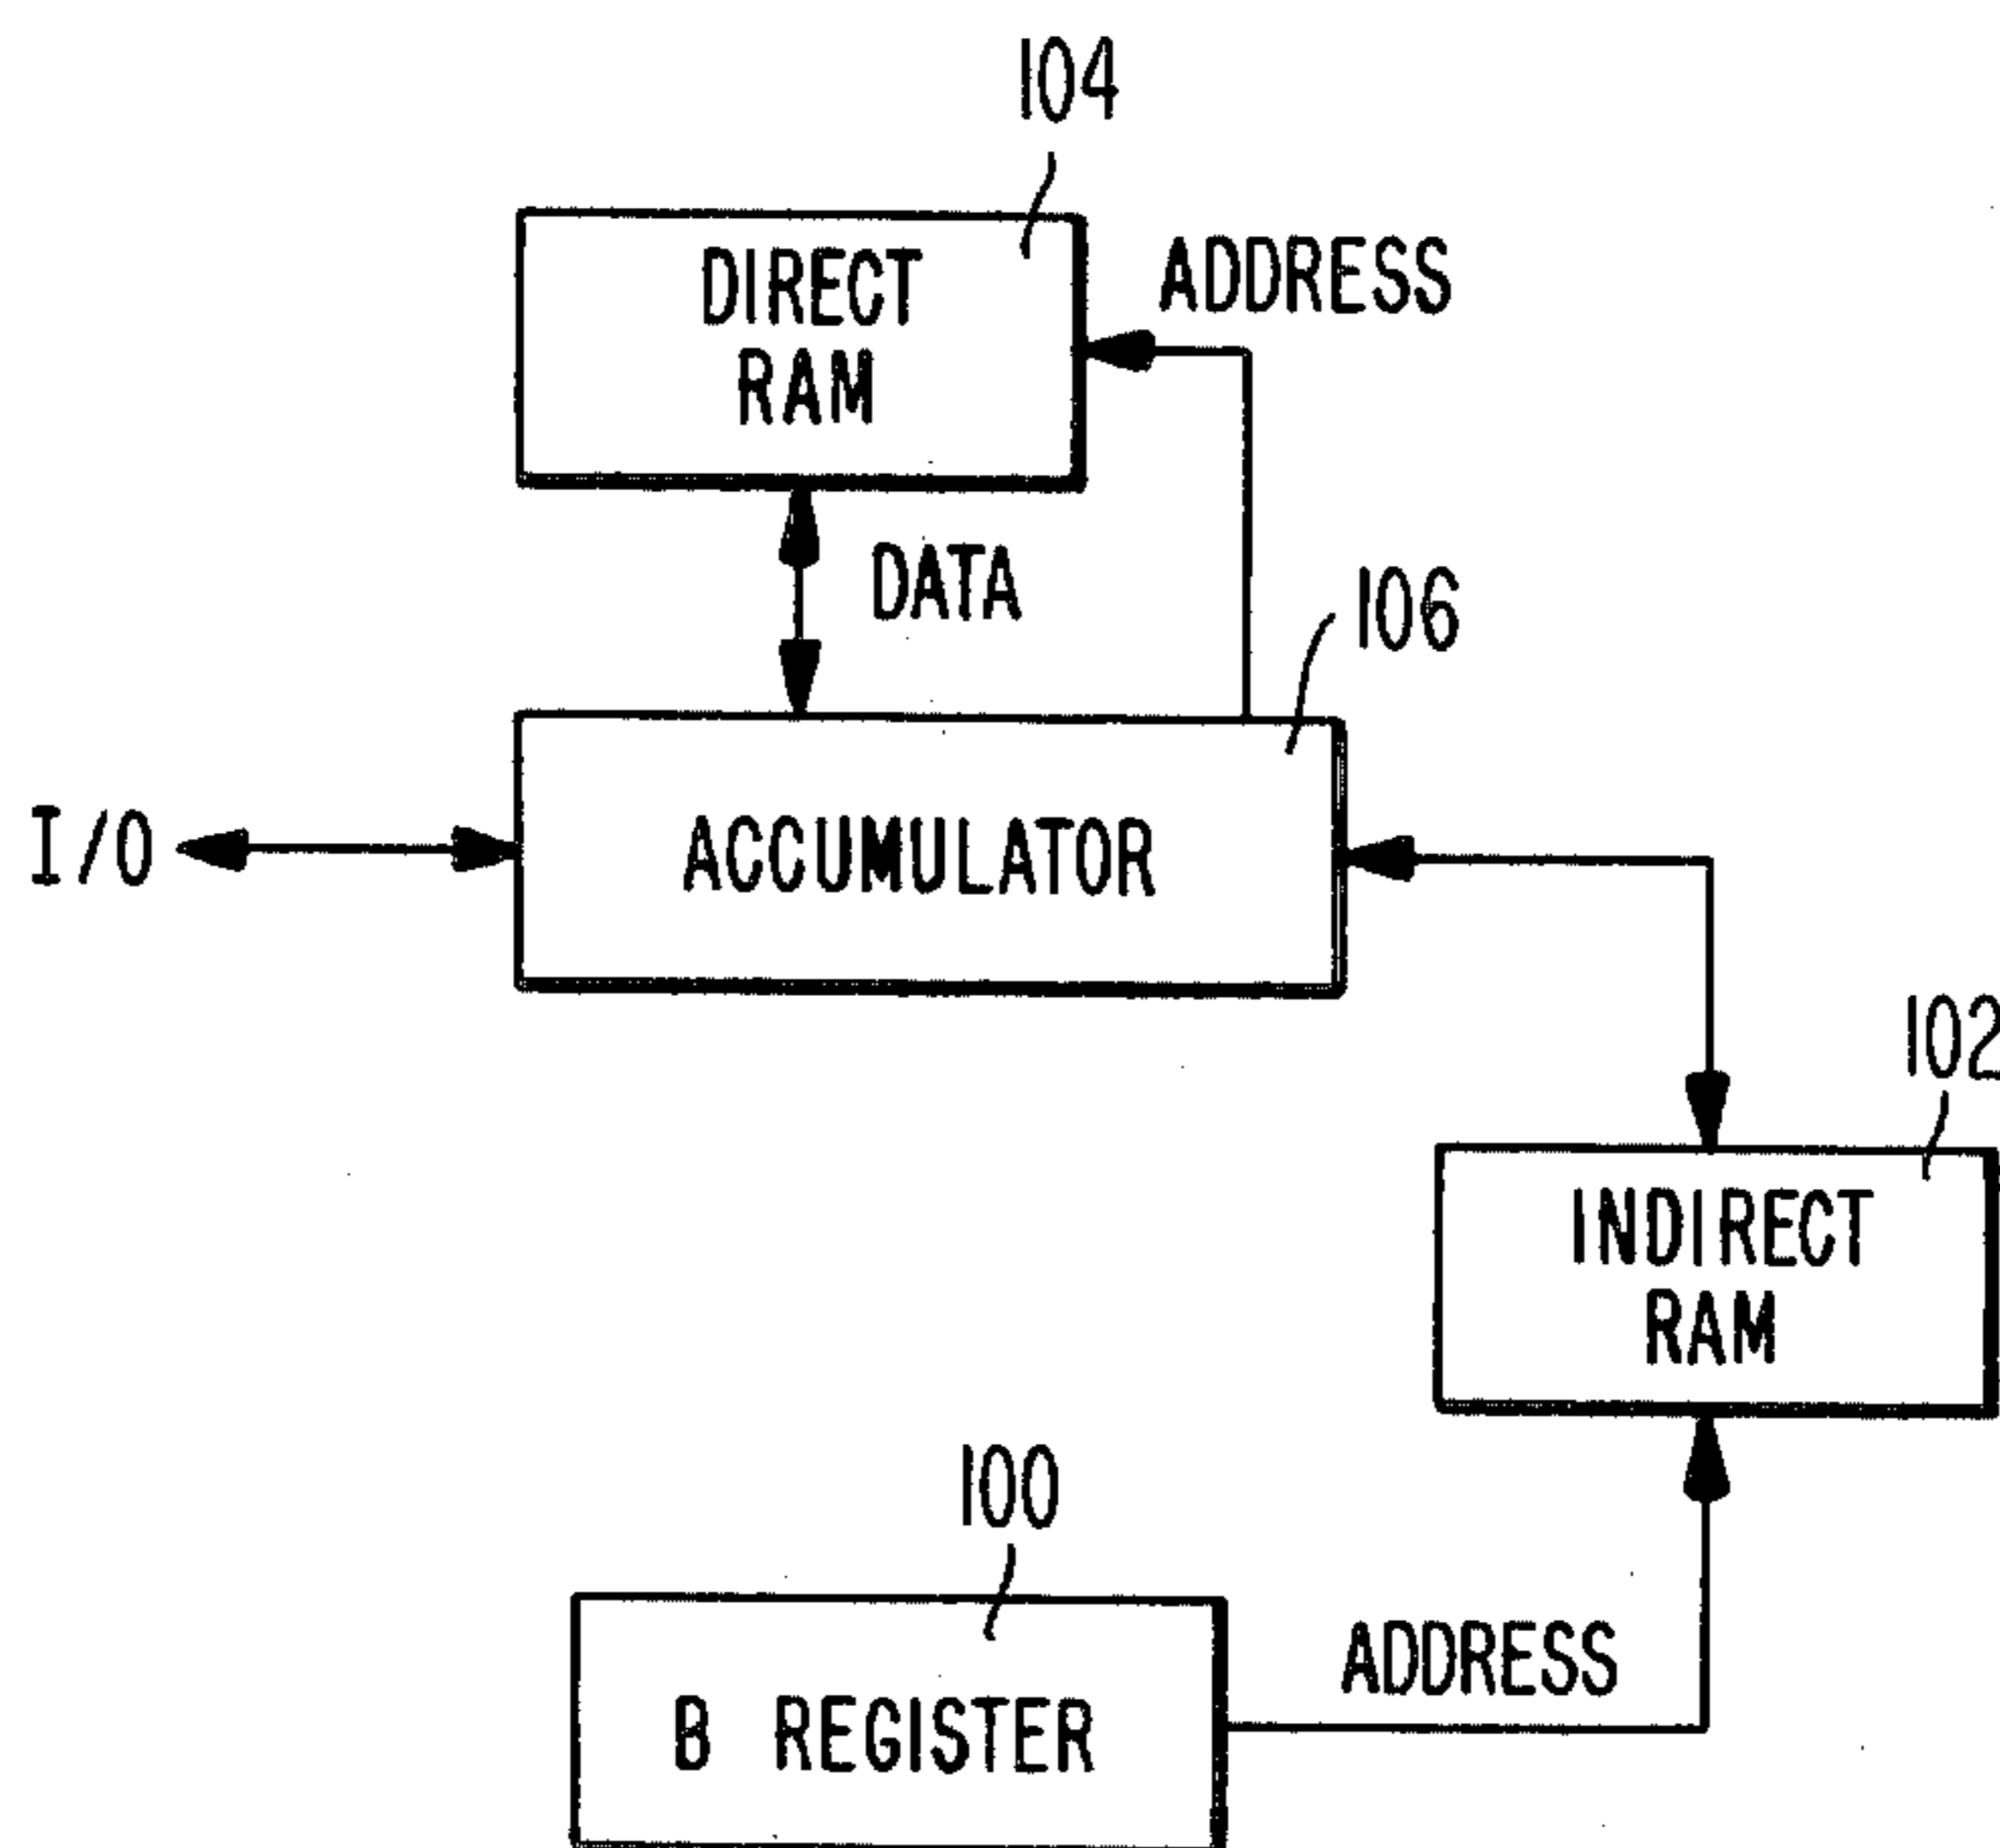 104
DIRECT
RAM
ADDRESS
DATA
106
I/O
ACCUMULATOR
102
INDIRECT
RAM
100
B REGISTER
ADDRESS